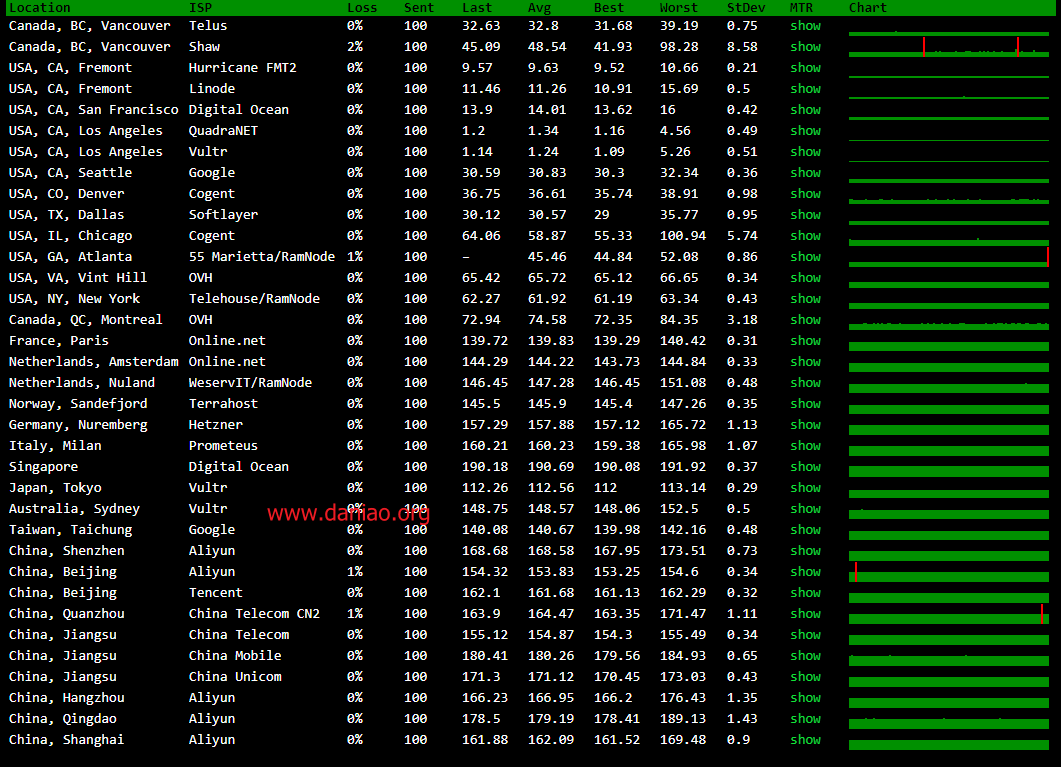 Location ISP Loss Sent Last Avg Best Worst StDev MTR Chart
Canada, BC, Vancouver Telus 0% 100 32.63 32.8 31.68 39.19 0.75 show
Canada, BC, Vancouver Shaw 2% 100 45.09 48.54 41.93 98.28 8.58 show
USA, CA, Fremont Hurricane FMT2 0% 100 9.57 9.63 9.52 10.66 0.21 show
USA, CA, Fremont Linode 0% 100 11.46 11.26 10.91 15.69 0.5 show
USA, CA, San Francisco Digital Ocean 0% 100 13.9 14.01 13.62 16 0.42 show
USA, CA, Los Angeles QuadraNET 0% 100 1.2 1.34 1.16 4.56 0.49 show
USA, CA, Los Angeles Vultr 0% 100 1.14 1.24 1.09 5.26 0.51 show
USA, CA, Seattle Google 0% 100 30.59 30.83 30.3 32.34 0.36 show
USA, CO, Denver Cogent 0% 100 36.75 36.61 35.74 38.91 0.98 show
USA, TX, Dallas Softlayer 0% 100 30.12 30.57 29 35.77 0.95 show
USA, IL, Chicago Cogent 0% 100 64.06 58.87 55.33 100.94 5.74 show
USA, GA, Atlanta 55 Marietta/RamNode 1% 100 – 45.46 44.84 52.08 0.86 show
USA, VA, Vint Hill OVH 0% 100 65.42 65.72 65.12 66.65 0.34 show
USA, NY, New York Telehouse/RamNode 0% 100 62.27 61.92 61.19 63.34 0.43 show
Canada, QC, Montreal OVH 0% 100 72.94 74.58 72.35 84.35 3.18 show
France, Paris Online.net 0% 100 139.72 139.83 139.29 140.42 0.31 show
Netherlands, Amsterdam Online.net 0% 100 144.29 144.22 143.73 144.84 0.33 show
Netherlands, Nuland WeservIT/RamNode 0% 100 146.45 147.28 146.45 151.08 0.48 show
Norway, Sandefjord Terrahost 0% 100 145.5 145.9 145.4 147.26 0.35 show
Germany, Nuremberg Hetzner 0% 100 157.29 157.88 157.12 165.72 1.13 show
Italy, Milan Prometeus 0% 100 160.21 160.23 159.38 165.98 1.07 show
Singapore Digital Ocean 0% 100 190.18 190.69 190.08 191.92 0.37 show
Japan, Tokyo Vultr 0% 100 112.26 112.56 112 113.14 0.29 show
Australia, Sydney Vultr 0% 100 148.75 148.57 148.06 152.5 0.5 show
www.daniao.org
Taiwan, Taichung Google 0% 100 140.08 140.67 139.98 142.16 0.48 show
China, Shenzhen Aliyun 0% 100 168.68 168.58 167.95 173.51 0.73 show
China, Beijing Aliyun 1% 100 154.32 153.83 153.25 154.6 0.34 show
China, Beijing Tencent 0% 100 162.1 161.68 161.13 162.29 0.32 show
China, Quanzhou China Telecom CN2 1% 100 163.9 164.47 163.35 171.47 1.11 show
China, Jiangsu China Telecom 0% 100 155.12 154.87 154.3 155.49 0.34 show
China, Jiangsu China Mobile 0% 100 180.41 180.26 179.56 184.93 0.65 show
China, Jiangsu China Unicom 0% 100 171.3 171.12 170.45 173.03 0.43 show
China, Hangzhou Aliyun 0% 100 166.23 166.95 166.2 176.43 1.35 show
China, Qingdao Aliyun 0% 100 178.5 179.19 178.41 189.13 1.43 show
China, Shanghai Aliyun 0% 100 161.88 162.09 161.52 169.48 0.9 show